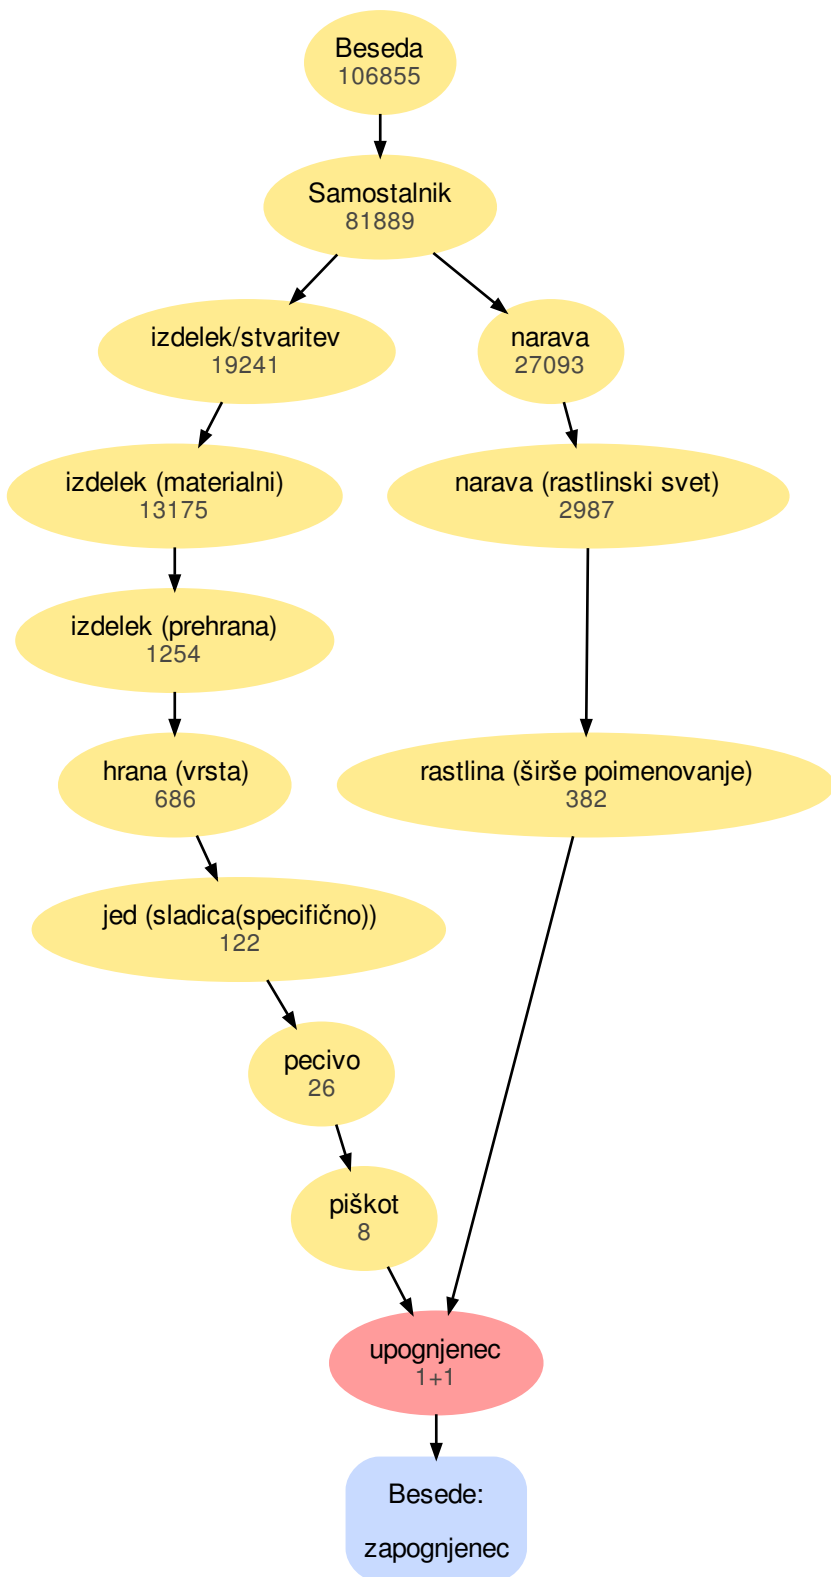 Beseda
106855
Samostalnik
81889
izdelek/stvaritev
19241
narava
27093
izdelek (materialni)
13175
narava (rastlinski svet)
2987
izdelek (prehrana)
1254
hrana (vrsta)
686
rastlina (širše poimenovanje)
382
jed (sladica(specifično))
122
pecivo
26
piškot
8
upognjenec
1+1
Besede:
zapognjenec